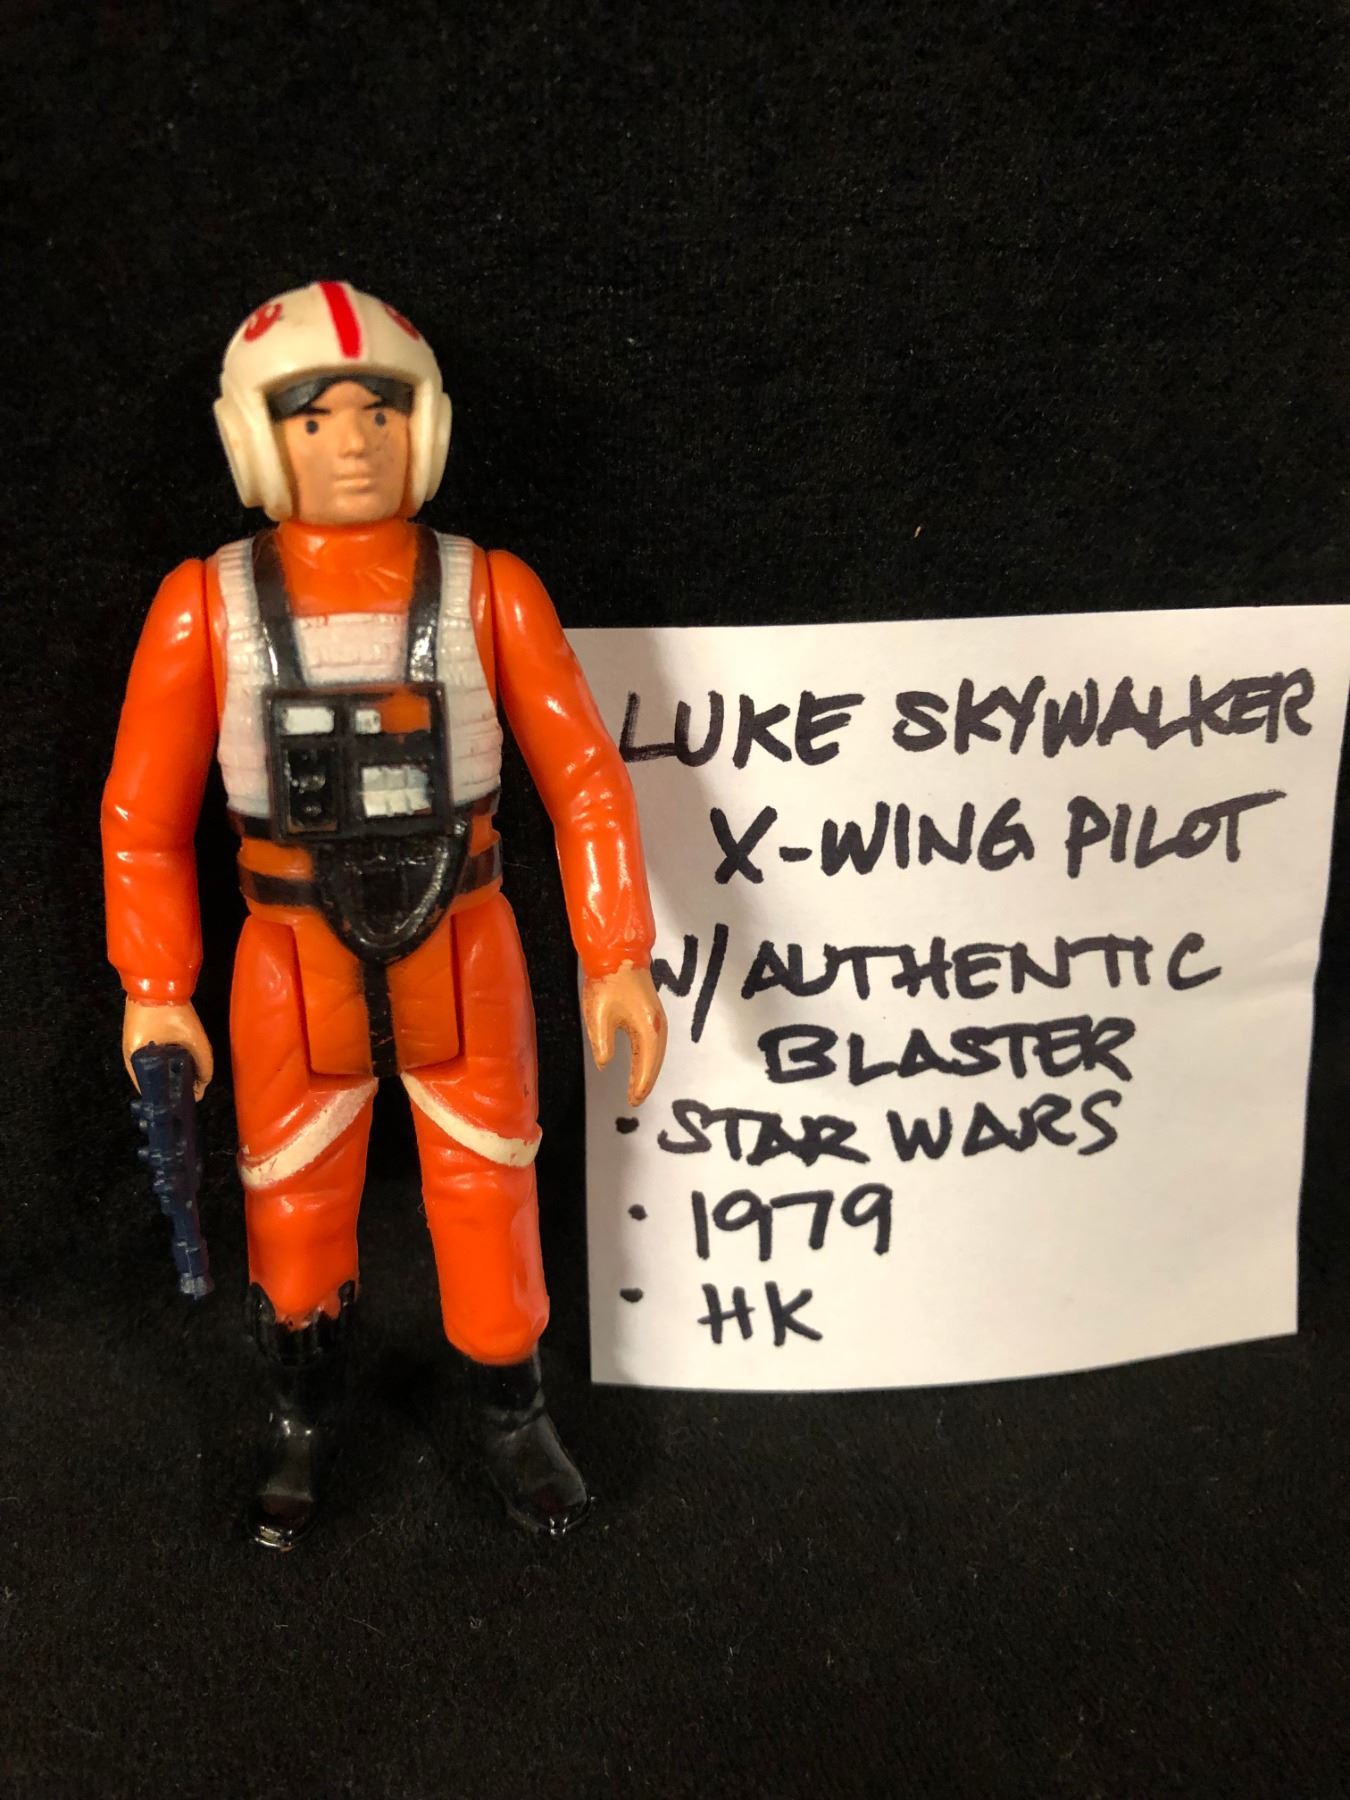 LUKE SKYWALKER
X-WING PILOT
W/AUTHENTIC
BLASTER
• STAR WARS
• 1979
• HK